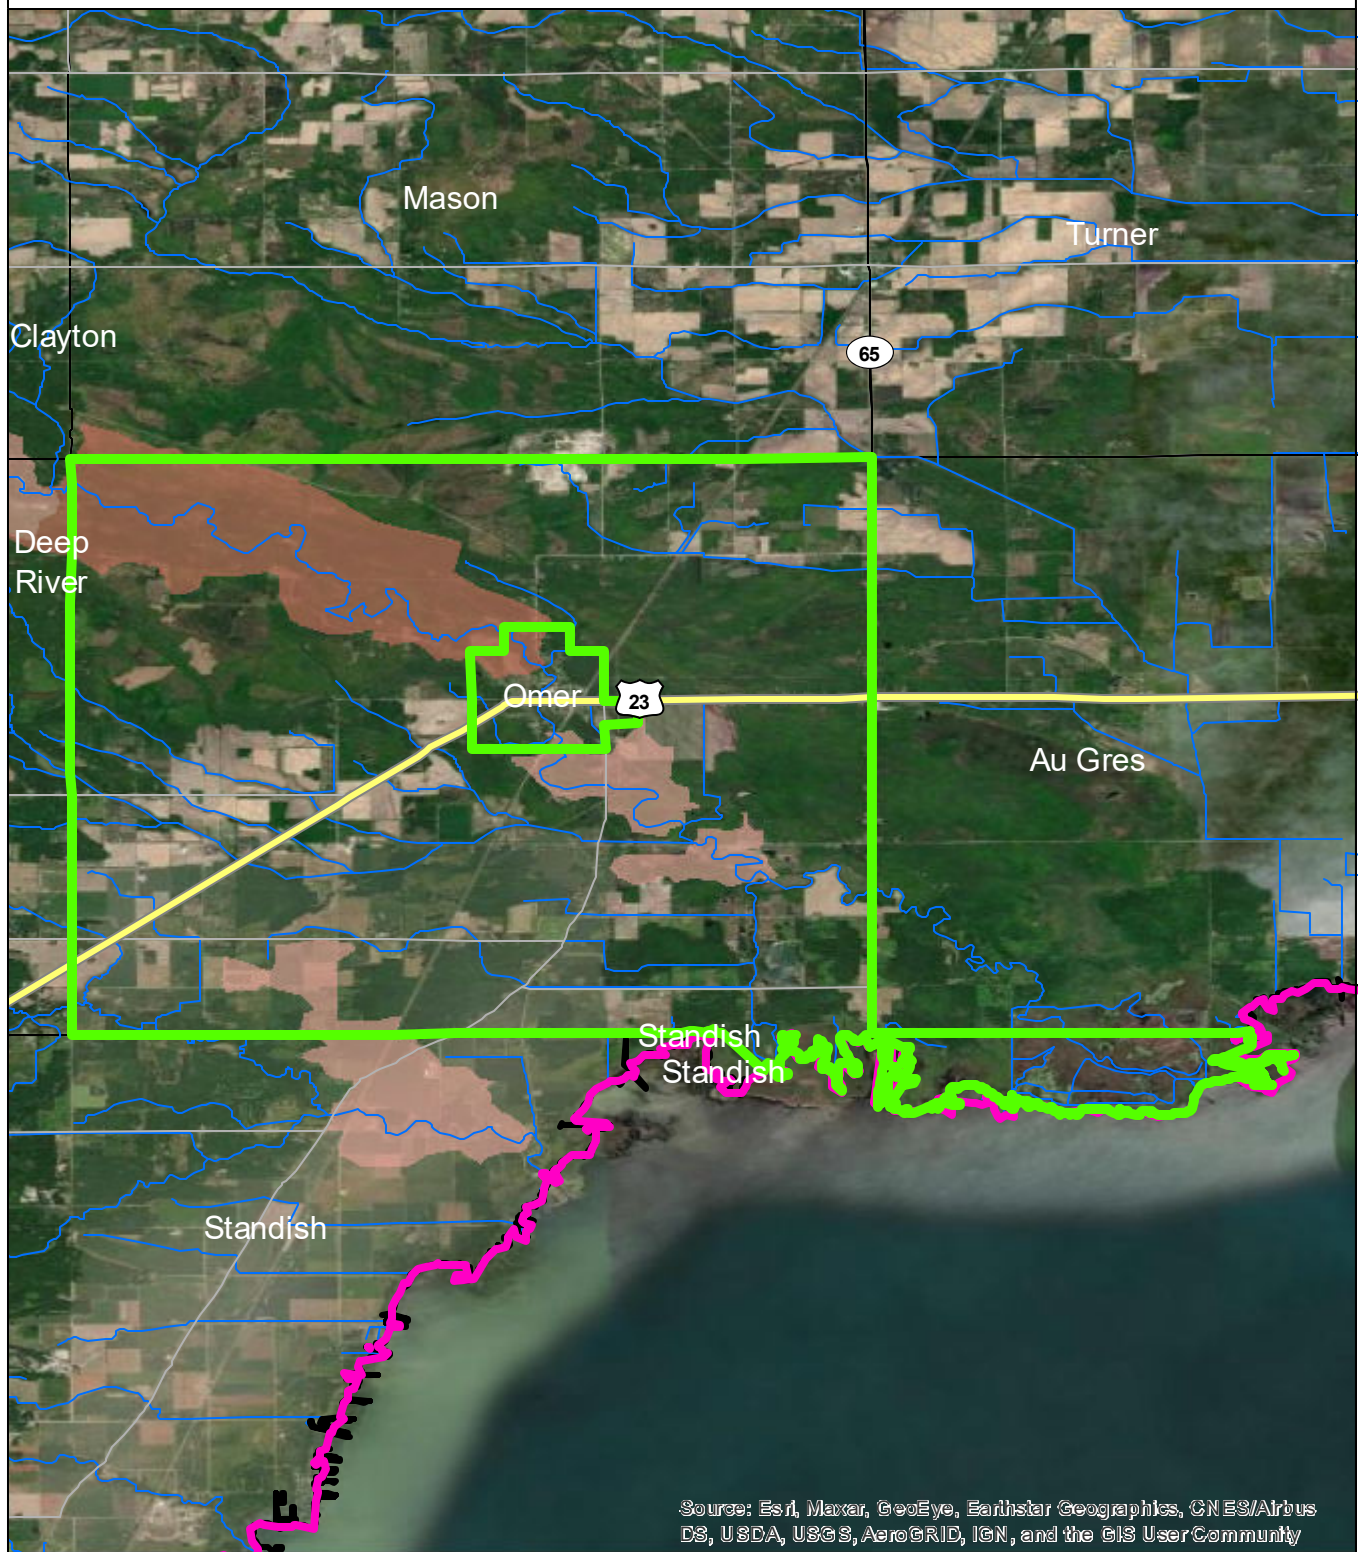 Mason
Turner
Clayton
65
Deep
River
Omer
23
Au Gres
Standish
Standish
Standish
Source: Esri, Maxar, GeoEye, Earthstar Geographics, CNES/Airbus
DS, USDA, USGS, AeroGRID, IGN, and the GIS User Community